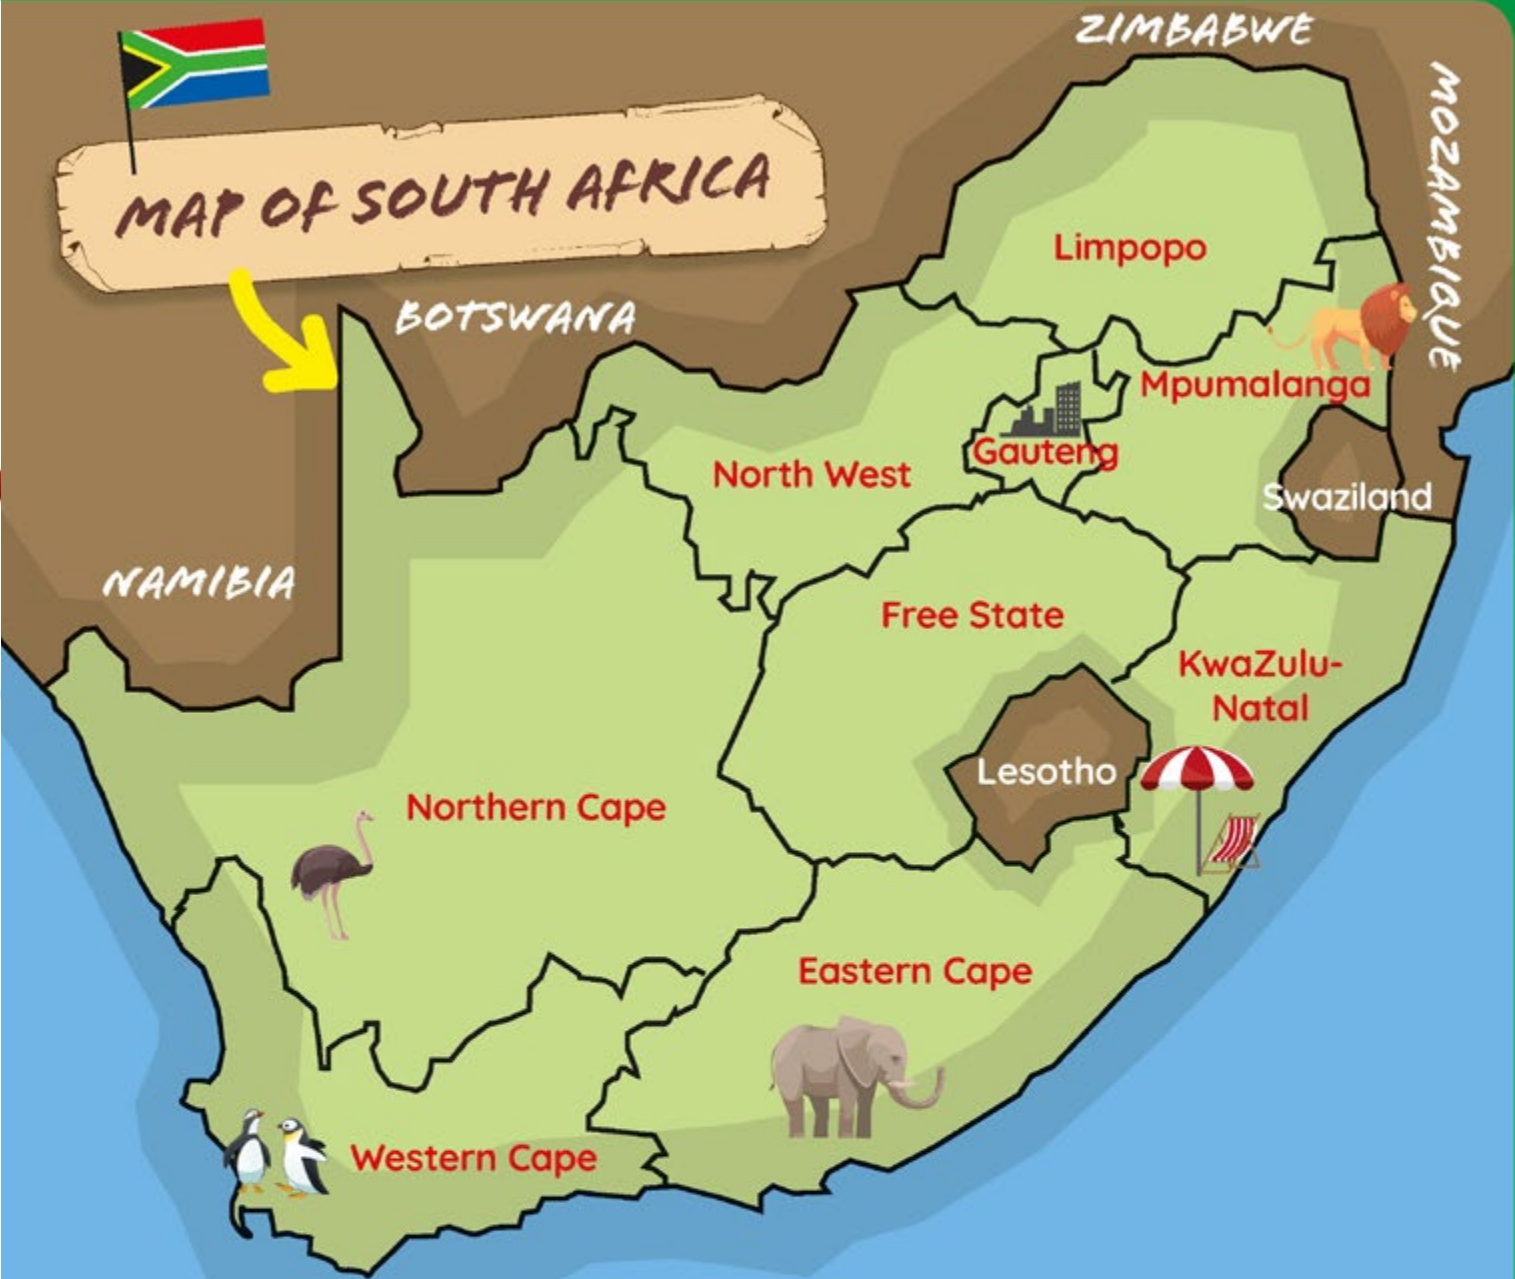 ZIMBABWE
MOZAMBIQUE
MAP OF SOUTH AFRICA
Limpopo
BOTSWANA
Mpumalanga
Gauteng
North West
Swaziland
NAMIBIA
Free State
KwaZulu-
Natal
Lesotho
Northern Cape
Eastern Cape
Western Cape